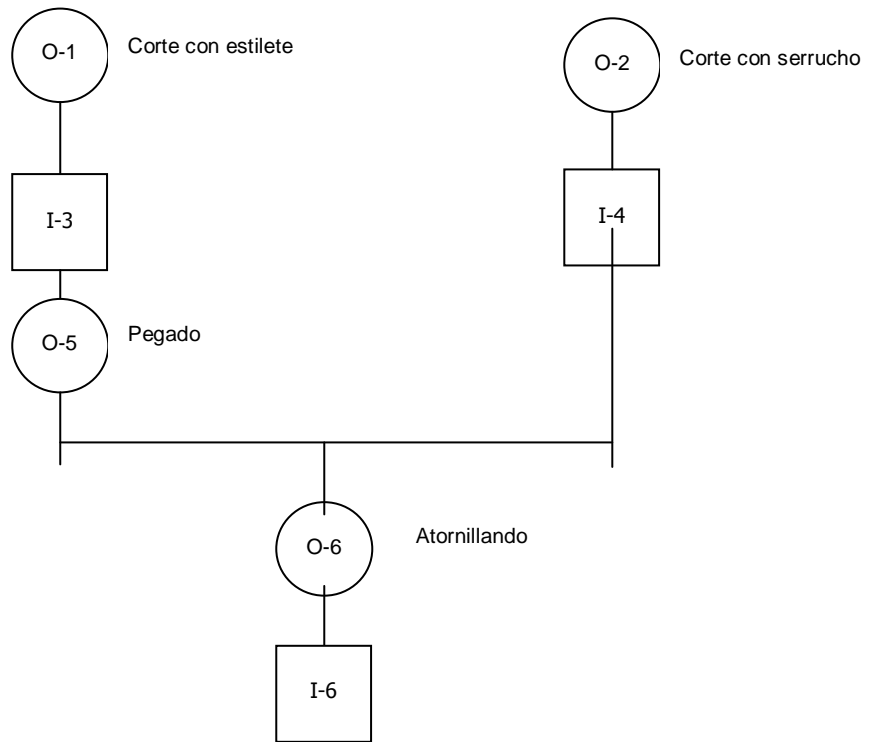 O-1
Corte con estilete
O-2
Corte con serrucho
I-3
I-4
O-5
Pegado
O-6
Atornillando
I-6